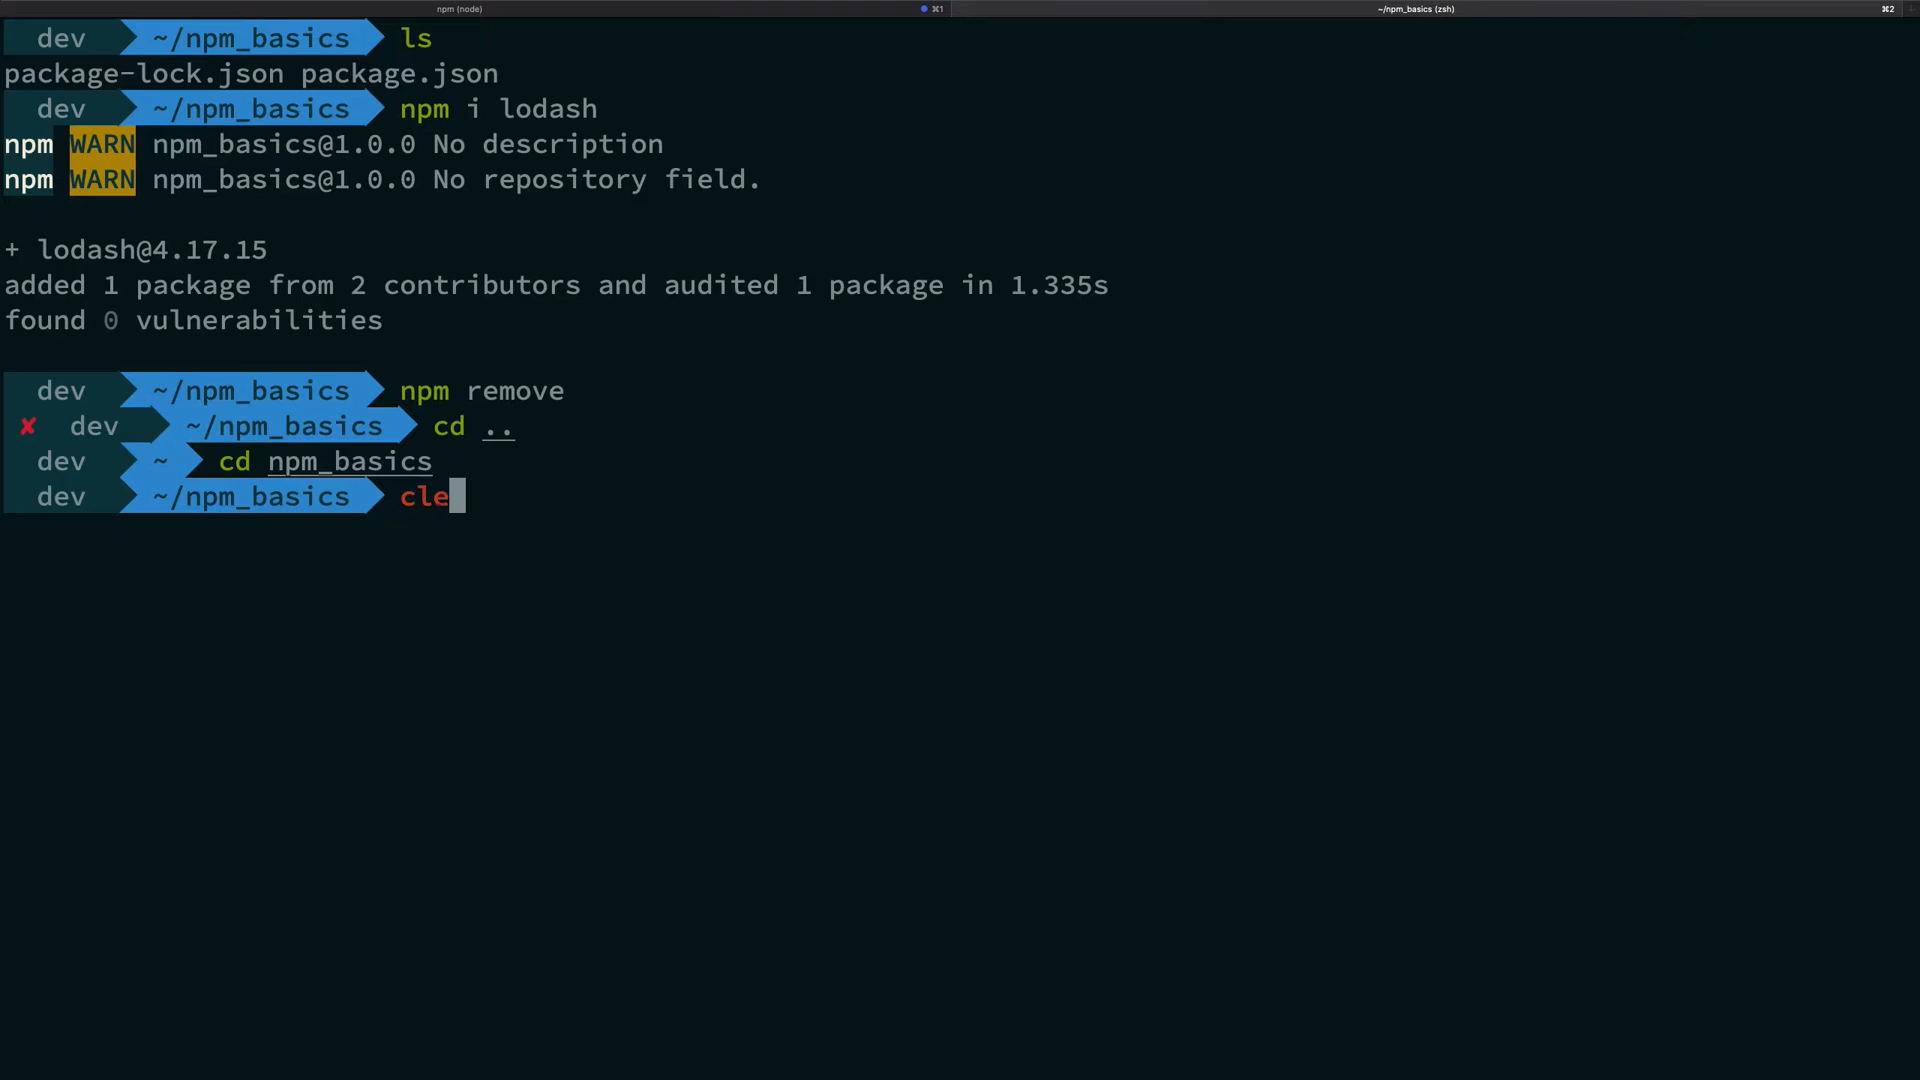 npm (node)
⌘1
~/npm_basics (zsh)
⌘2
dev ~/npm_basics ls
package-lock.json package.json
dev ~/npm_basics npm i lodash
npm WARN npm_basics@1.0.0 No description
npm WARN npm_basics@1.0.0 No repository field.
+ lodash@4.17.15
added 1 package from 2 contributors and audited 1 package in 1.335s
found 0 vulnerabilities
dev ~/npm_basics npm remove
✘ dev ~/npm_basics cd ..
dev ~ cd npm_basics
dev ~/npm_basics cle